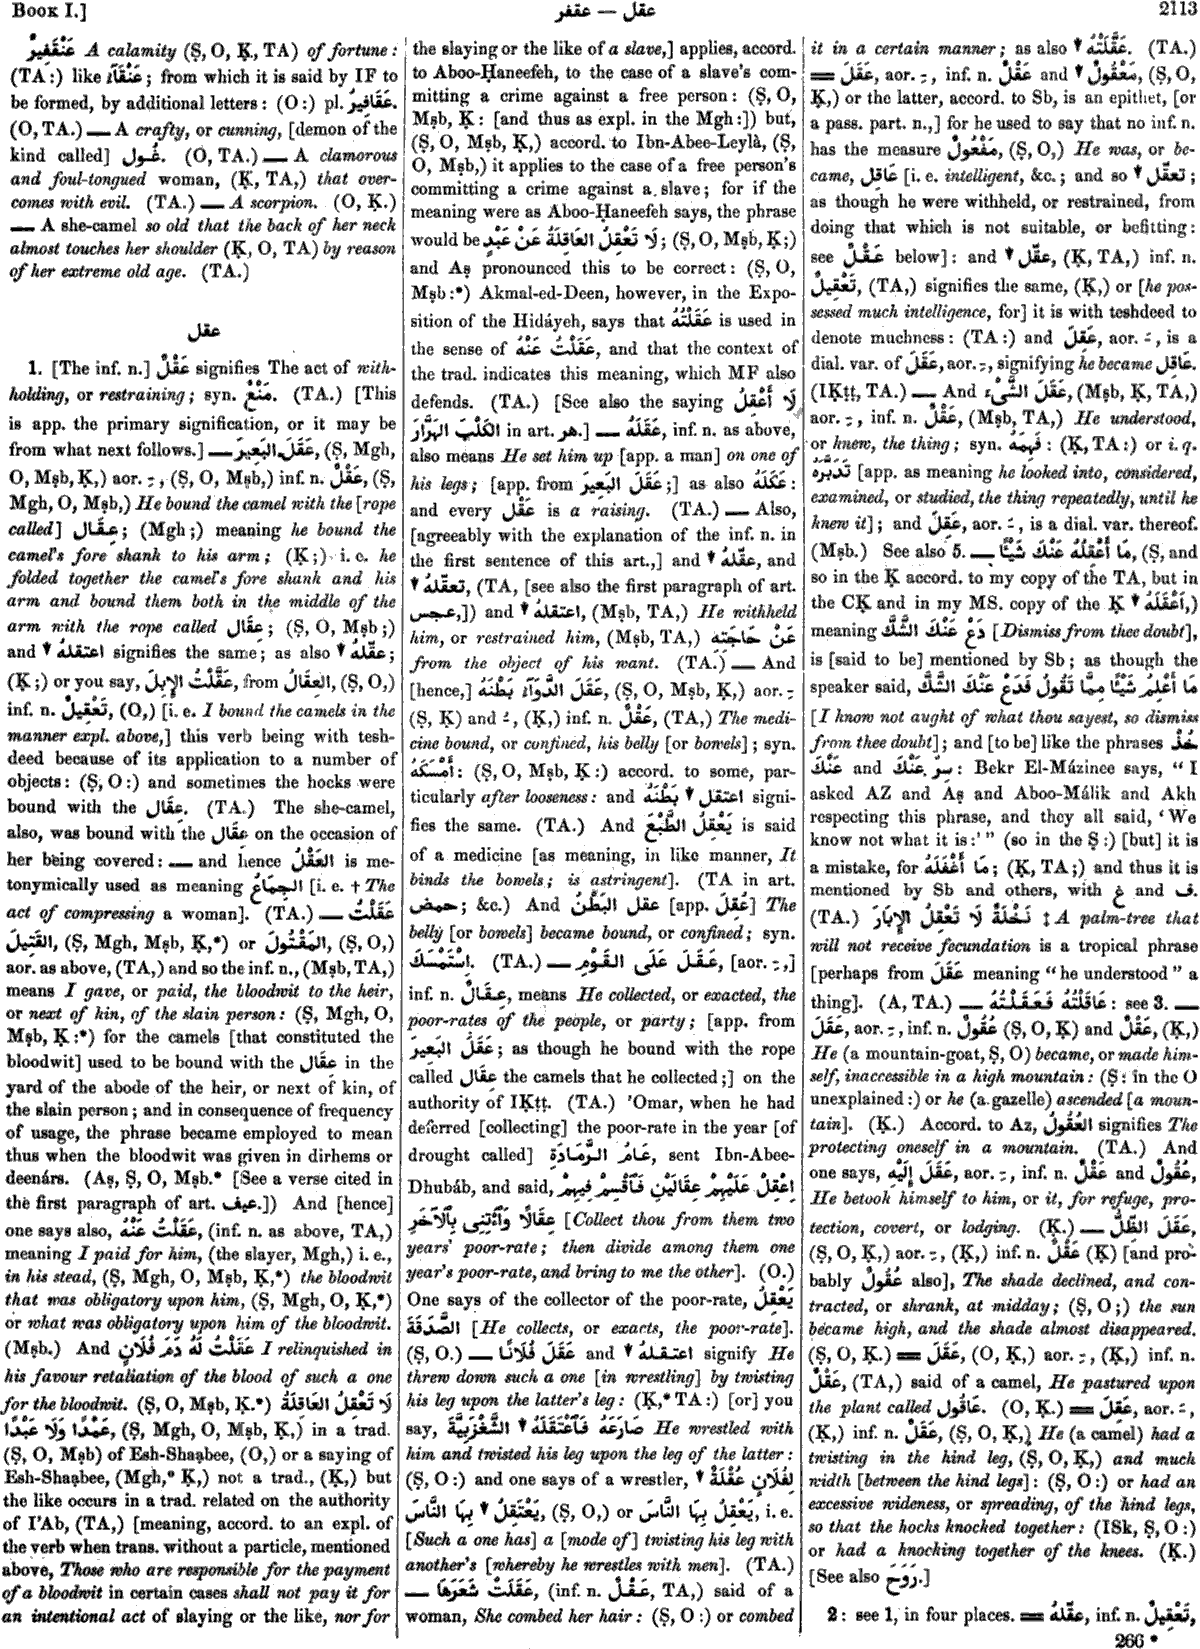 Book I.]
عقل — عقفر
2113
عَنْقَفِيرٌ A calamity (Ṣ, O, Ḳ, TA) of fortune:
(TA:) like عَنْقَآءُ; from which it is said by IF to
be formed, by additional letters: (O:) pl. عَقَافِيرُ.
(O, TA.) — A crafty, or cunning, [demon of the
kind called] غُول. (O, TA.) — A clamorous
and foul-tongued woman, (Ḳ, TA,) that over-
comes with evil. (TA.) — A scorpion. (O, Ḳ.)
— A she-camel so old that the back of her neck
almost touches her shoulder (Ḳ, O, TA) by reason
of her extreme old age. (TA.)
عقل
1. [The inf. n.] عَقْلٌ signifies The act of with-
holding, or restraining; syn. مَنْعٌ. (TA.) [This
is app. the primary signification, or it may be
from what next follows.] — عَقَلَ البَعِيرَ, (Ṣ, Mgh,
O, Mṣb, Ḳ,) aor. ـِ, (Ṣ, O, Mṣb,) inf. n. عَقْلٌ, (Ṣ,
Mgh, O, Mṣb,) He bound the camel with the [rope
called] عِقَال; (Mgh;) meaning he bound the
camel's fore shank to his arm; (Ḳ;) i. e. he
folded together the camel's fore shank and his
arm and bound them both in the middle of the
arm with the rope called عِقَال; (Ṣ, O, Mṣb;)
and ▼ اعتقلهُ signifies the same; as also ▼ عقّلهُ;
(Ḳ;) or you say, عَقَّلْتُ الإِبِلَ, from العِقَالُ, (Ṣ, O,)
inf. n. تَعْقِيلٌ, (O,) [i. e. I bound the camels in the
manner expl. above,] this verb being with tesh-
deed because of its application to a number of
objects: (Ṣ, O:) and sometimes the hocks were
bound with the عِقَال. (TA.) The she-camel,
also, was bound with the عِقَال on the occasion of
her being covered: — and hence العَقْلُ is me-
tonymically used as meaning الجِمَاعُ [i. e. † The
act of compressing a woman]. (TA.) — عَقَلْتُ
القَتِيلَ, (Ṣ, Mgh, Mṣb, Ḳ,*) or المَقْتُولَ, (Ṣ, O,)
aor. as above, (TA,) and so the inf. n., (Mṣb, TA,)
means I gave, or paid, the bloodwit to the heir,
or next of kin, of the slain person: (Ṣ, Mgh, O,
Mṣb, Ḳ:*) for the camels [that constituted the
bloodwit] used to be bound with the عِقَال in the
yard of the abode of the heir, or next of kin, of
the slain person; and in consequence of frequency
of usage, the phrase became employed to mean
thus when the bloodwit was given in dirhems or
deenárs. (Aṣ, Ṣ, O, Mṣb.* [See a verse cited in
the first paragraph of art. عيف.]) And [hence]
one says also, عَقَلْتُ عَنْهُ, (inf. n. as above, TA,)
meaning I paid for him, (the slayer, Mgh,) i. e.,
in his stead, (Ṣ, Mgh, O, Mṣb, Ḳ,*) the bloodwit
that was obligatory upon him, (Ṣ, Mgh, O, Ḳ,*)
or what was obligatory upon him of the bloodwit.
(Mṣb.) And عَقَلْتُ لَهُ دَمَ فُلَانٍ I relinquished in
his favour retaliation of the blood of such a one
for the bloodwit. (Ṣ, O, Mṣb, Ḳ.*) لَا تَعْقِلُ العَاقِلَةُ
عَمْدًا وَلَا عَبْدًا, (Ṣ, Mgh, O, Mṣb, Ḳ,) in a trad.
(Ṣ, O, Mṣb) of Esh-Shaạbee, (O,) or a saying of
Esh-Shaạbee, (Mgh,* Ḳ,) not a trad., (Ḳ,) but
the like occurs in a trad. related on the authority
of I'Ab, (TA,) [meaning, accord. to an expl. of
the verb when trans. without a particle, mentioned
above, Those who are responsible for the payment
of a bloodwit in certain cases shall not pay it for
an intentional act of slaying or the like, nor for
the slaying or the like of a slave,] applies, accord.
to Aboo-Ḥaneefeh, to the case of a slave's com-
mitting a crime against a free person: (Ṣ, O,
Mṣb, Ḳ: [and thus as expl. in the Mgh:]) but,
(Ṣ, O, Mṣb, Ḳ,) accord. to Ibn-Abee-Leylà, (Ṣ,
O, Mṣb,) it applies to the case of a free person's
committing a crime against a slave; for if the
meaning were as Aboo-Ḥaneefeh says, the phrase
would be لَا تَعْقِلُ العَاقِلَةُ عَنْ عَبْدٍ; (Ṣ, O, Mṣb, Ḳ;)
and Aṣ pronounced this to be correct: (Ṣ, O,
Mṣb:*) Akmal-ed-Deen, however, in the Expo-
sition of the Hidáyeh, says that عَقَلْتُهُ is used in
the sense of عَقَلْتُ عَنْهُ, and that the context of
the trad. indicates this meaning, which MF also
defends. (TA.) [See also the saying لَا أَعْقِلُ
الكَلْبَ الهَرَّارَ in art. هر.] — عَقَلَهُ, inf. n. as above,
also means He set him up [app. a man] on one of
his legs; [app. from عَقَلَ البَعِيرَ;] as also عَكَلَهُ:
and every عَقْل is a raising. (TA.) — Also,
[agreeably with the explanation of the inf. n. in
the first sentence of this art.,] and ▼ عقّلهُ, and
▼ تعقّلهُ, (TA, [see also the first paragraph of art.
عجس,]) and ▼ اعتقلهُ, (Mṣb, TA,) He withheld
him, or restrained him, (Mṣb, TA,) عَنْ حَاجَتِهِ
from the object of his want. (TA.) — And
[hence,] عَقَلَ الدَّوَآءُ بَطْنَهُ, (Ṣ, O, Mṣb, Ḳ,) aor. ـِ
(Ṣ, Ḳ) and ـُ, (Ḳ,) inf. n. عَقْلٌ, (TA,) The medi-
cine bound, or confined, his belly [or bowels]; syn.
أَمْسَكَهُ: (Ṣ, O, Mṣb, Ḳ:) accord. to some, par-
ticularly after looseness: and ▼ اعتقل بَطْنَهُ signi-
fies the same. (TA.) And يَعْقِلُ الطَّبْعَ is said
of a medicine [as meaning, in like manner, It
binds the bowels; is astringent]. (TA in art.
حمض; &c.) And عقل البَطْنُ [app. عَقَلَ] The
belly [or bowels] became bound, or confined; syn.
اِسْتَمْسَكَ. (TA.) — عَقَلَ عَلَى القَوْمِ, [aor. ـِ,]
inf. n. عِقَالٌ, means He collected, or exacted, the
poor-rates of the people, or party; [app. from
عَقَلَ البَعِيرَ; as though he bound with the rope
called عِقَال the camels that he collected;] on the
authority of IḲṭṭ. (TA.) 'Omar, when he had
deferred [collecting] the poor-rate in the year [of
drought called] عَامُ الرَّمَادَةِ, sent Ibn-Abee-
Dhubáb, and said, اِعْقِلْ عَلَيْهِمْ عِقَالَيْنِ فَاقْسِمْ فِيهِمْ
عِقَالًا وَأْتِنِى بِالْآخَرِ [Collect thou from them two
years' poor-rate; then divide among them one
year's poor-rate, and bring to me the other]. (O.)
One says of the collector of the poor-rate, يَعْقِلُ
الصَّدَقَةَ [He collects, or exacts, the poor-rate].
(Ṣ, O.) — عَقَلَ فُلَانًا and ▼ اعتقلهُ signify He
threw down such a one [in wrestling] by twisting
his leg upon the latter's leg: (Ḳ,* TA:) [or] you
say, صَارَعَهُ فَٱعْتَقَلَهُ ▼ الشَّغْزَبِيَّةَ He wrestled with
him and twisted his leg upon the leg of the latter:
(Ṣ, O:) and one says of a wrestler, ▼ لِفُلَانٍ عُقْلَةٌ
يَعْقِلُ بِهَا النَّاسَ, (Ṣ, O,) or ▼ يَعْتَقِلُ بِهَا النَّاسَ, i. e.
[Such a one has] a [mode of] twisting his leg with
another's [whereby he wrestles with men]. (TA.)
— عَقَلَتْ شَعَرَهَا, (inf. n. عَقْلٌ, TA,) said of a
woman, She combed her hair: (Ṣ, O:) or combed
it in a certain manner; as also ▼ عَقَّلَتْهُ. (TA.)
═ عَقَلَ, aor. ـِ, inf. n. عَقْلٌ and ▼ مَعْقُولٌ, (Ṣ, O,
Ḳ,) or the latter, accord. to Sb, is an epithet, [or
a pass. part. n.,] for he used to say that no inf. n.
has the measure مَفْعُولٌ, (Ṣ, O,) He was, or be-
came, عَاقِل [i. e. intelligent, &c.; and so ▼ تعقّل;
as though he were withheld, or restrained, from
doing that which is not suitable, or befitting:
see عَقْلٌ below]: and ▼ عقّل, (Ḳ, TA,) inf. n.
تَعْقِيلٌ, (TA,) signifies the same, (Ḳ,) or [he pos-
sessed much intelligence, for] it is with teshdeed to
denote muchness: (TA:) and عَقِلَ, aor. ـَ, is a
dial. var. of عَقَلَ, aor. ـِ, signifying he became عَاقِل.
(IḲṭṭ, TA.) — And عَقَلَ الشَّىْءَ, (Mṣb, Ḳ, TA,)
aor. ـِ, inf. n. عَقْلٌ, (Mṣb, TA,) He understood,
or knew, the thing; syn. فَهِمَهُ: (Ḳ, TA:) or i. q.
تَدَبَّرَهُ [app. as meaning he looked into, considered,
examined, or studied, the thing repeatedly, until he
knew it]; and عَقِلَ, aor. ـَ, is a dial. var. thereof.
(Mṣb.) See also 5. — مَا أَعْقِلُهُ عَنْكَ شَيْئًا, (Ṣ, and
so in the Ḳ accord. to my copy of the TA, but in
the CḲ and in my MS. copy of the Ḳ ▼ أَعْقَلَهُ,)
meaning دَعْ عَنْكَ الشَّكَّ [Dismiss from thee doubt],
is [said to be] mentioned by Sb; as though the
speaker said, مَا أَعْلَمُ شَيْئًا مِمَّا تَقُولُ فَدَعْ عَنْكَ الشَّكَّ
[I know not aught of what thou sayest, so dismiss
from thee doubt]; and [to be] like the phrases خُذْ
عَنْكَ and سِرْ عَنْكَ: Bekr El-Mázinee says, "I
asked AZ and Aṣ and Aboo-Málik and Akh
respecting this phrase, and they all said, 'We
know not what it is:'" (so in the Ṣ:) [but] it is
a mistake, for مَا أَغْفَلَهُ; (Ḳ, TA;) and thus it is
mentioned by Sb and others, with غ and ف.
(TA.) نَخْلَةٌ لَا تَعْقِلُ الإِبَارَ ‡ A palm-tree that
will not receive fecundation is a tropical phrase
[perhaps from عَقَلَ meaning "he understood" a
thing]. (A, TA.) — عَاقَلْتُهُ فَعَقَلْتُهُ: see 3. —
عَقَلَ, aor. ـِ, inf. n. عُقُولٌ (Ṣ, O, Ḳ) and عَقْلٌ, (Ḳ,)
He (a mountain-goat, Ṣ, O) became, or made him-
self, inaccessible in a high mountain: (Ṣ: in the O
unexplained:) or he (a gazelle) ascended [a moun-
tain]. (Ḳ.) Accord. to Az, العُقُولُ signifies The
protecting oneself in a mountain. (TA.) And
one says, عَقَلَ إِلَيْهِ, aor. ـِ, inf. n. عَقْلٌ and عُقُولٌ,
He betook himself to him, or it, for refuge, pro-
tection, covert, or lodging. (Ḳ.) — عَقَلَ الظِّلُّ,
(Ṣ, O, Ḳ,) aor. ـِ, (Ḳ,) inf. n. عَقْلٌ (Ḳ) [and pro-
bably عُقُولٌ also], The shade declined, and con-
tracted, or shrank, at midday; (Ṣ, O;) the sun
became high, and the shade almost disappeared.
(Ṣ, O, Ḳ.) ═ عَقَلَ, (O, Ḳ,) aor. ـِ, (Ḳ,) inf. n.
عَقْلٌ, (TA,) said of a camel, He pastured upon
the plant called عَاقُول. (O, Ḳ.) ═ عَقِلَ, aor. ـَ,
(Ḳ,) inf. n. عَقَلٌ, (Ṣ, O, Ḳ,) He (a camel) had a
twisting in the hind leg, (Ṣ, O, Ḳ,) and much
width [between the hind legs]: (Ṣ, O:) or had an
excessive wideness, or spreading, of the hind legs,
so that the hocks knocked together: (ISk, Ṣ, O:)
or had a knocking together of the knees. (Ḳ.)
[See also رَوَحٌ.]
2: see 1, in four places. ═ عقّلهُ, inf. n. تَعْقِيلٌ,
266 *